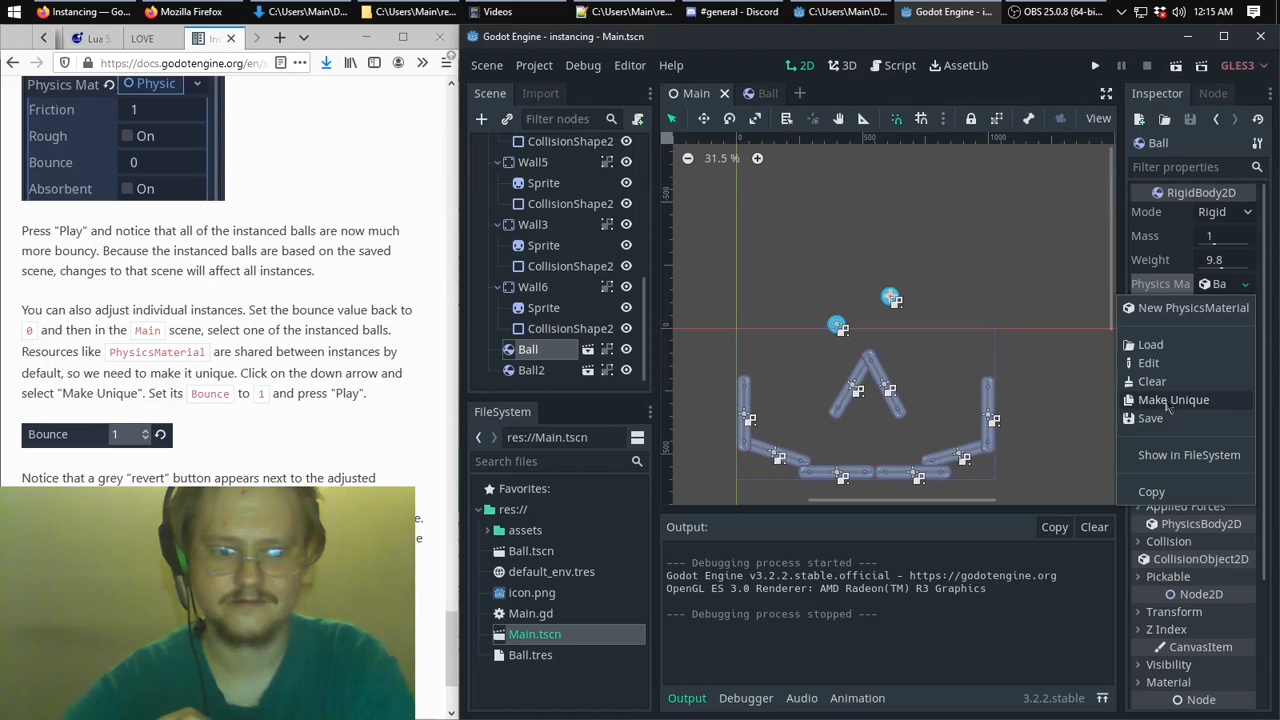 Instancing — Go...
Mozilla Firefox
C:\Users\Main\D...
C:\Users\Main\re...
Videos
C:\Users\Main\re...
#general - Discord
C:\Users\Main\D...
Godot Engine - i...
OBS 25.0.8 (64-bi...
12:15 AM
Lua 5
LOVE
Ins
https://docs.godotengine.org/en/s
Physics Mat
Physic
Friction
1
Rough
On
Bounce
0
Absorbent
On
Press "Play" and notice that all of the instanced balls are now much
more bouncy. Because the instanced balls are based on the saved
scene, changes to that scene will affect all instances.
You can also adjust individual instances. Set the bounce value back to
0 and then in the Main scene, select one of the instanced balls.
Resources like PhysicsMaterial are shared between instances by
default, so we need to make it unique. Click on the down arrow and
select "Make Unique". Set its Bounce to 1 and press "Play".
Bounce
1
Notice that a grey "revert" button appears next to the adjusted
e.
e
Godot Engine - instancing - Main.tscn
Scene
Project
Debug
Editor
Help
2D
3D
Script
AssetLib
GLES3
Scene
Import
Filter nodes
CollisionShape2
Wall5
Sprite
CollisionShape2
Wall3
Sprite
CollisionShape2
Wall6
Sprite
CollisionShape2
Ball
Ball2
FileSystem
res://Main.tscn
Search files
Favorites:
res://
assets
Ball.tscn
default_env.tres
icon.png
Main.gd
Main.tscn
Ball.tres
Main
Ball
View
0
500
1000
-500
0
500
31.5 %
Output:
Copy
Clear
--- Debugging process started ---
Godot Engine v3.2.2.stable.official - https://godotengine.org
OpenGL ES 3.0 Renderer: AMD Radeon(TM) R3 Graphics
--- Debugging process stopped ---
Output
Debugger
Audio
Animation
3.2.2.stable
Inspector
Node
Ball
Filter properties
RigidBody2D
Mode
Rigid
Mass
1
Weight
9.8
Physics Ma
Ba
New PhysicsMaterial
Load
Edit
Clear
Make Unique
Save
Show in FileSystem
Copy
Applied Forces
PhysicsBody2D
Collision
CollisionObject2D
Pickable
Node2D
Transform
Z Index
CanvasItem
Visibility
Material
Node